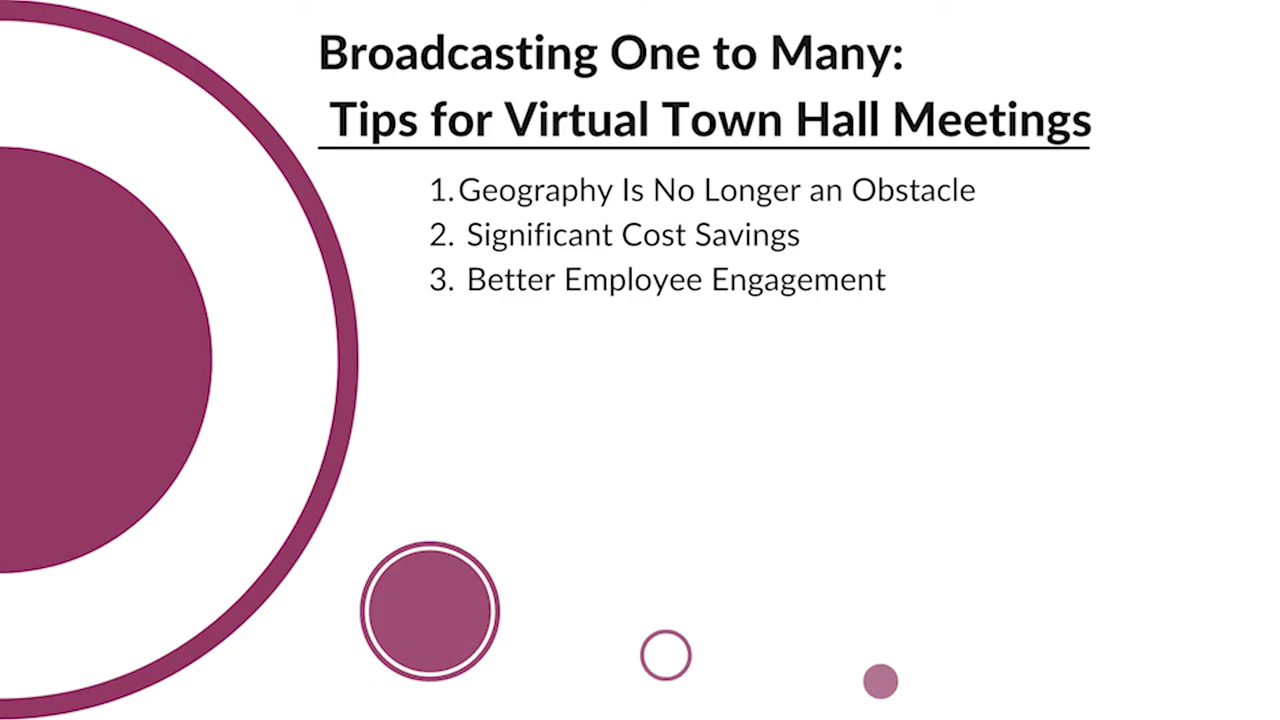 Broadcasting One to Many:
Tips for Virtual Town Hall Meetings
1. Geography Is No Longer an Obstacle
2. Significant Cost Savings
3. Better Employee Engagement